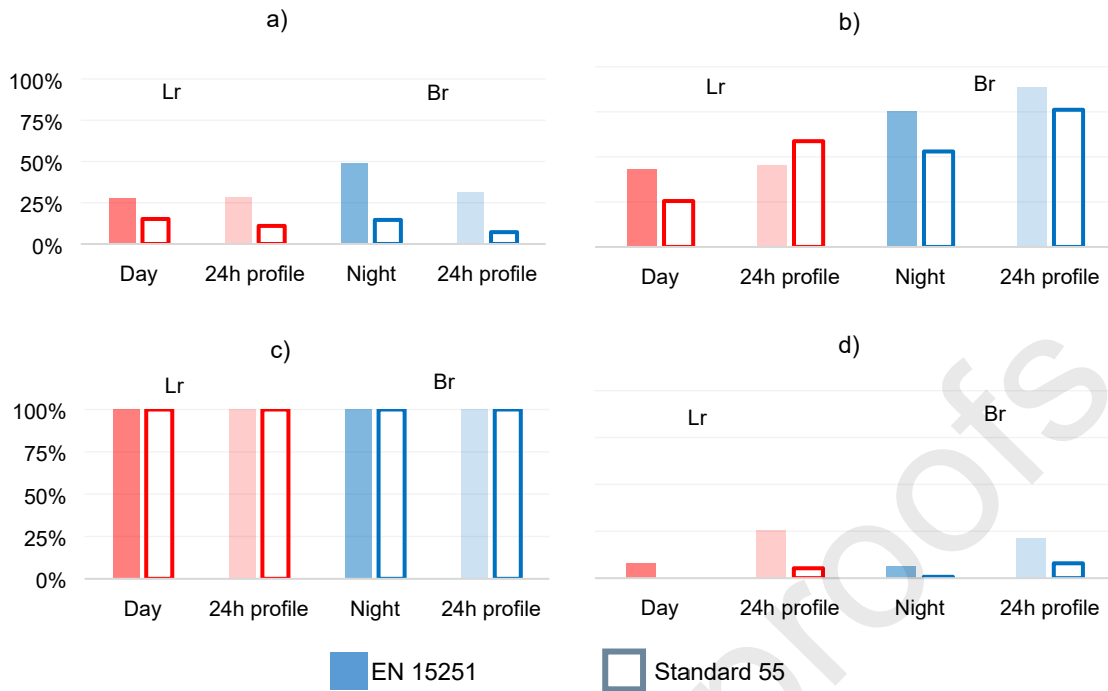 a)
b)
100%
75%
50%
25%
0%
Lr
Br
Lr
Br
Day
24h profile
Night
24h profile
Day
24h profile
Night
24h profile
c)
d)
100%
75%
50%
25%
0%
Lr
Br
Lr
Br
Day
24h profile
Night
24h profile
Day
24h profile
Night
24h profile
EN 15251
Standard 55
proofs